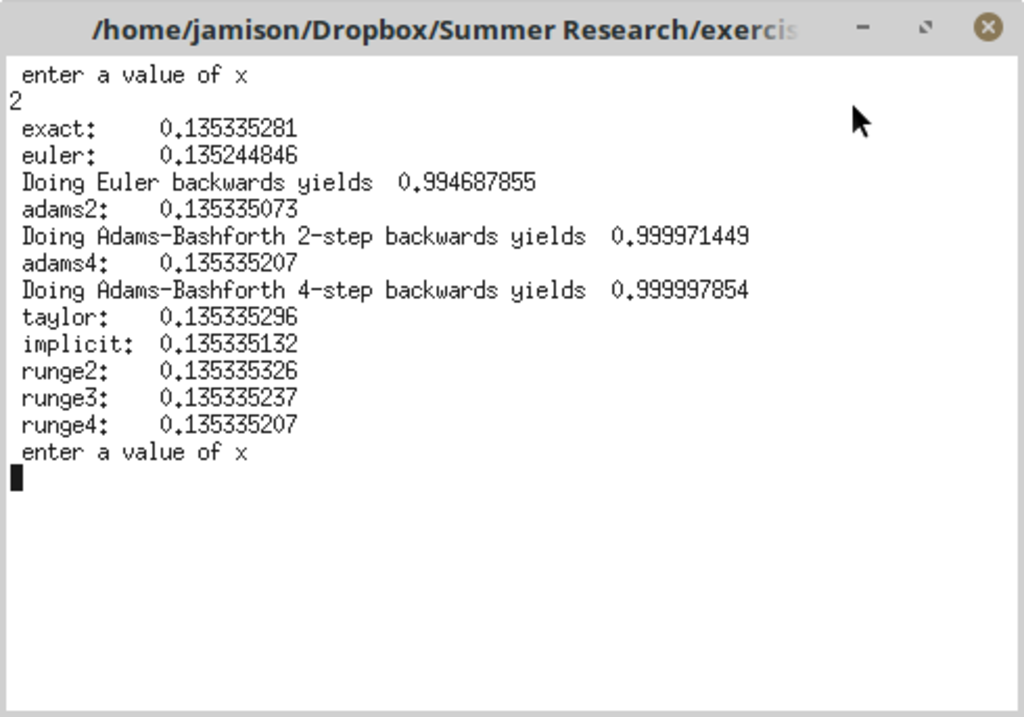 /home/jamison/Dropbox/Summer Research/exercis
enter a value of x
2
exact: 0.135335281
euler: 0.135244846
Doing Euler backwards yields 0.994687855
adams2: 0.135335073
Doing Adams-Bashforth 2-step backwards yields 0.999971449
adams4: 0.135335207
Doing Adams-Bashforth 4-step backwards yields 0.999997854
taylor: 0.135335296
implicit: 0.135335132
runge2: 0.135335326
runge3: 0.135335237
runge4: 0.135335207
enter a value of x